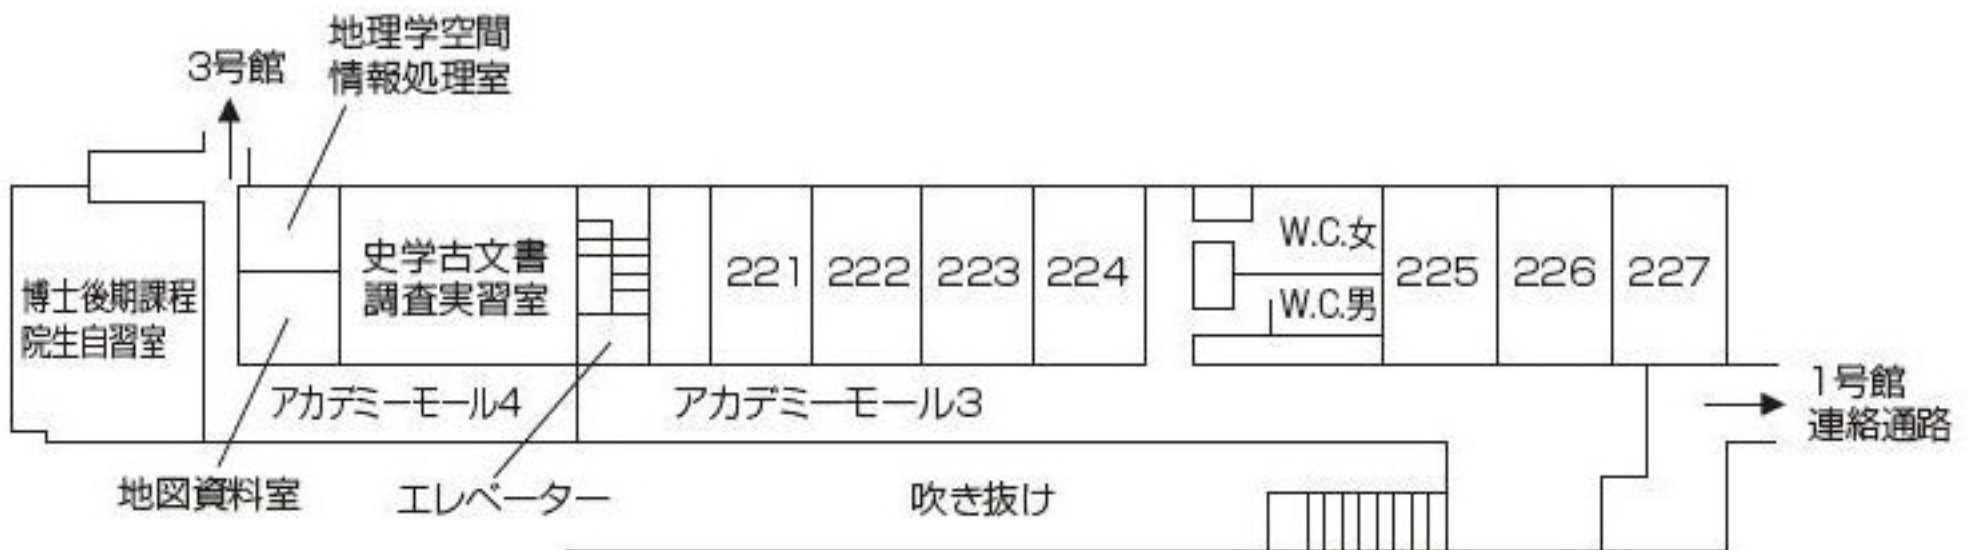 地理学空間
情報処理室
3号館
博士後期課程
院生自習室
史学古文書
調査実習室
221
222
223
224
W.C.女
W.C.男
225
226
227
アカデミーモール4
アカデミーモール3
1号館
連絡通路
地図資料室
エレベーター
吹き抜け